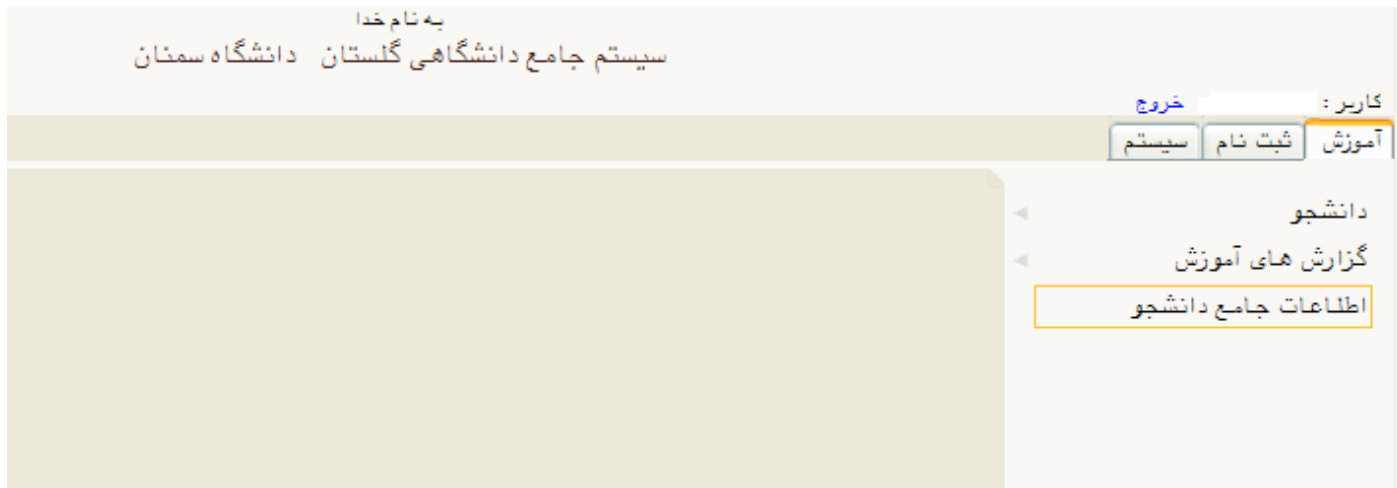 به نام خدا
سیستم جامع دانشگاهی گلستان دانشگاه سمنان
کاربر : خروج
آموزش ثبت نام سیستم
دانشجو
گزارش های آموزش
اطلاعات جامع دانشجو